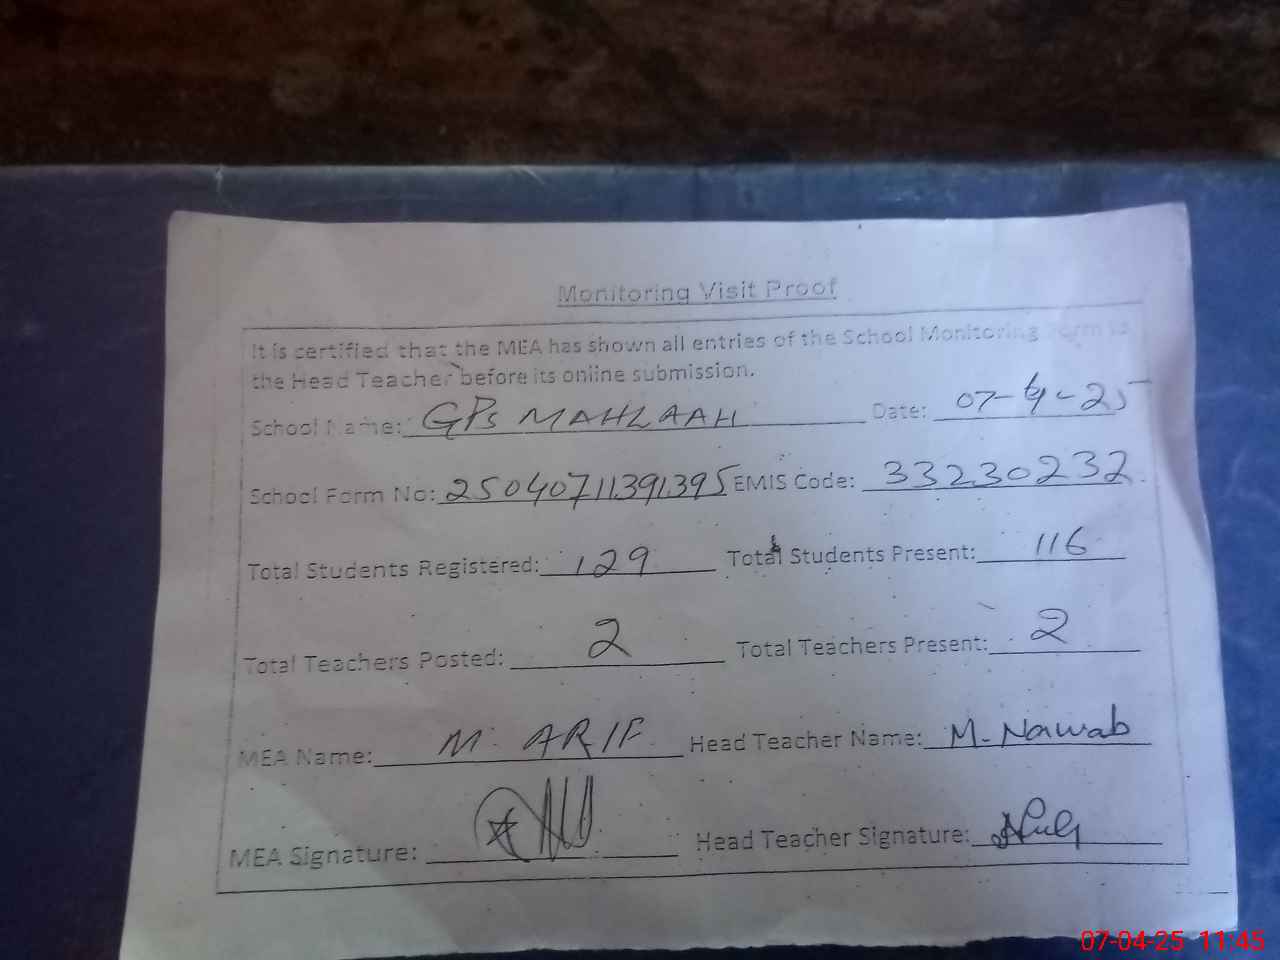 Monitoring Visit Proof
It is certified that the MEA has shown all entries of the School Monitoring Form to
the Head Teacher before its online submission.
School Name: GPS MAHLAAH Date: 07-4-25
School Form No: 25040711391395 EMIS Code: 33230232
Total Students Registered: 129 Total Students Present: 116
Total Teachers Posted: 2 Total Teachers Present: 2
MEA Name: M. ARIF Head Teacher Name: M. Nawab
MEA Signature: Head Teacher Signature:
07-04-25 11:45